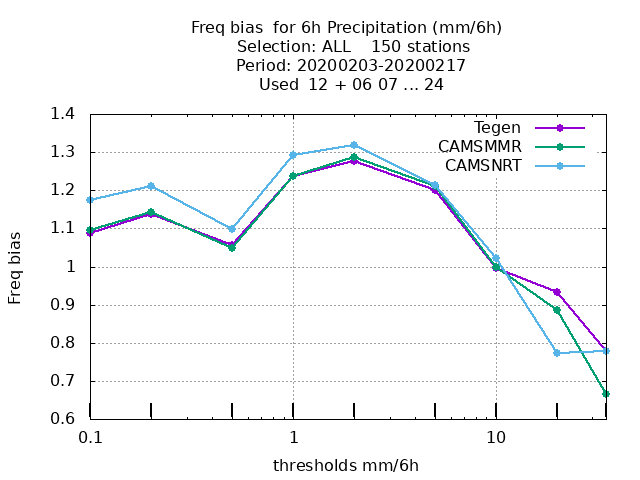 Freq bias  for 6h Precipitation (mm/6h)
Selection: ALL    150 stations
Period: 20200203-20200217
Used  12 + 06 07 ... 24
Tegen
CAMSMMR
CAMSNRT
1.4
1.3
1.2
1.1
1
0.9
0.8
0.7
0.6
Freq bias
0.1 1 10
thresholds mm/6h